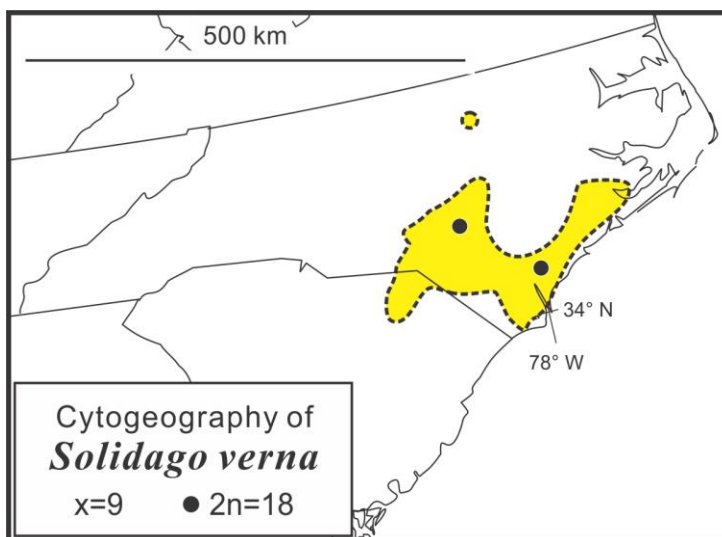 500 km
34° N
78° W
Cytogeography of
Solidago verna
x=9 ● 2n=18